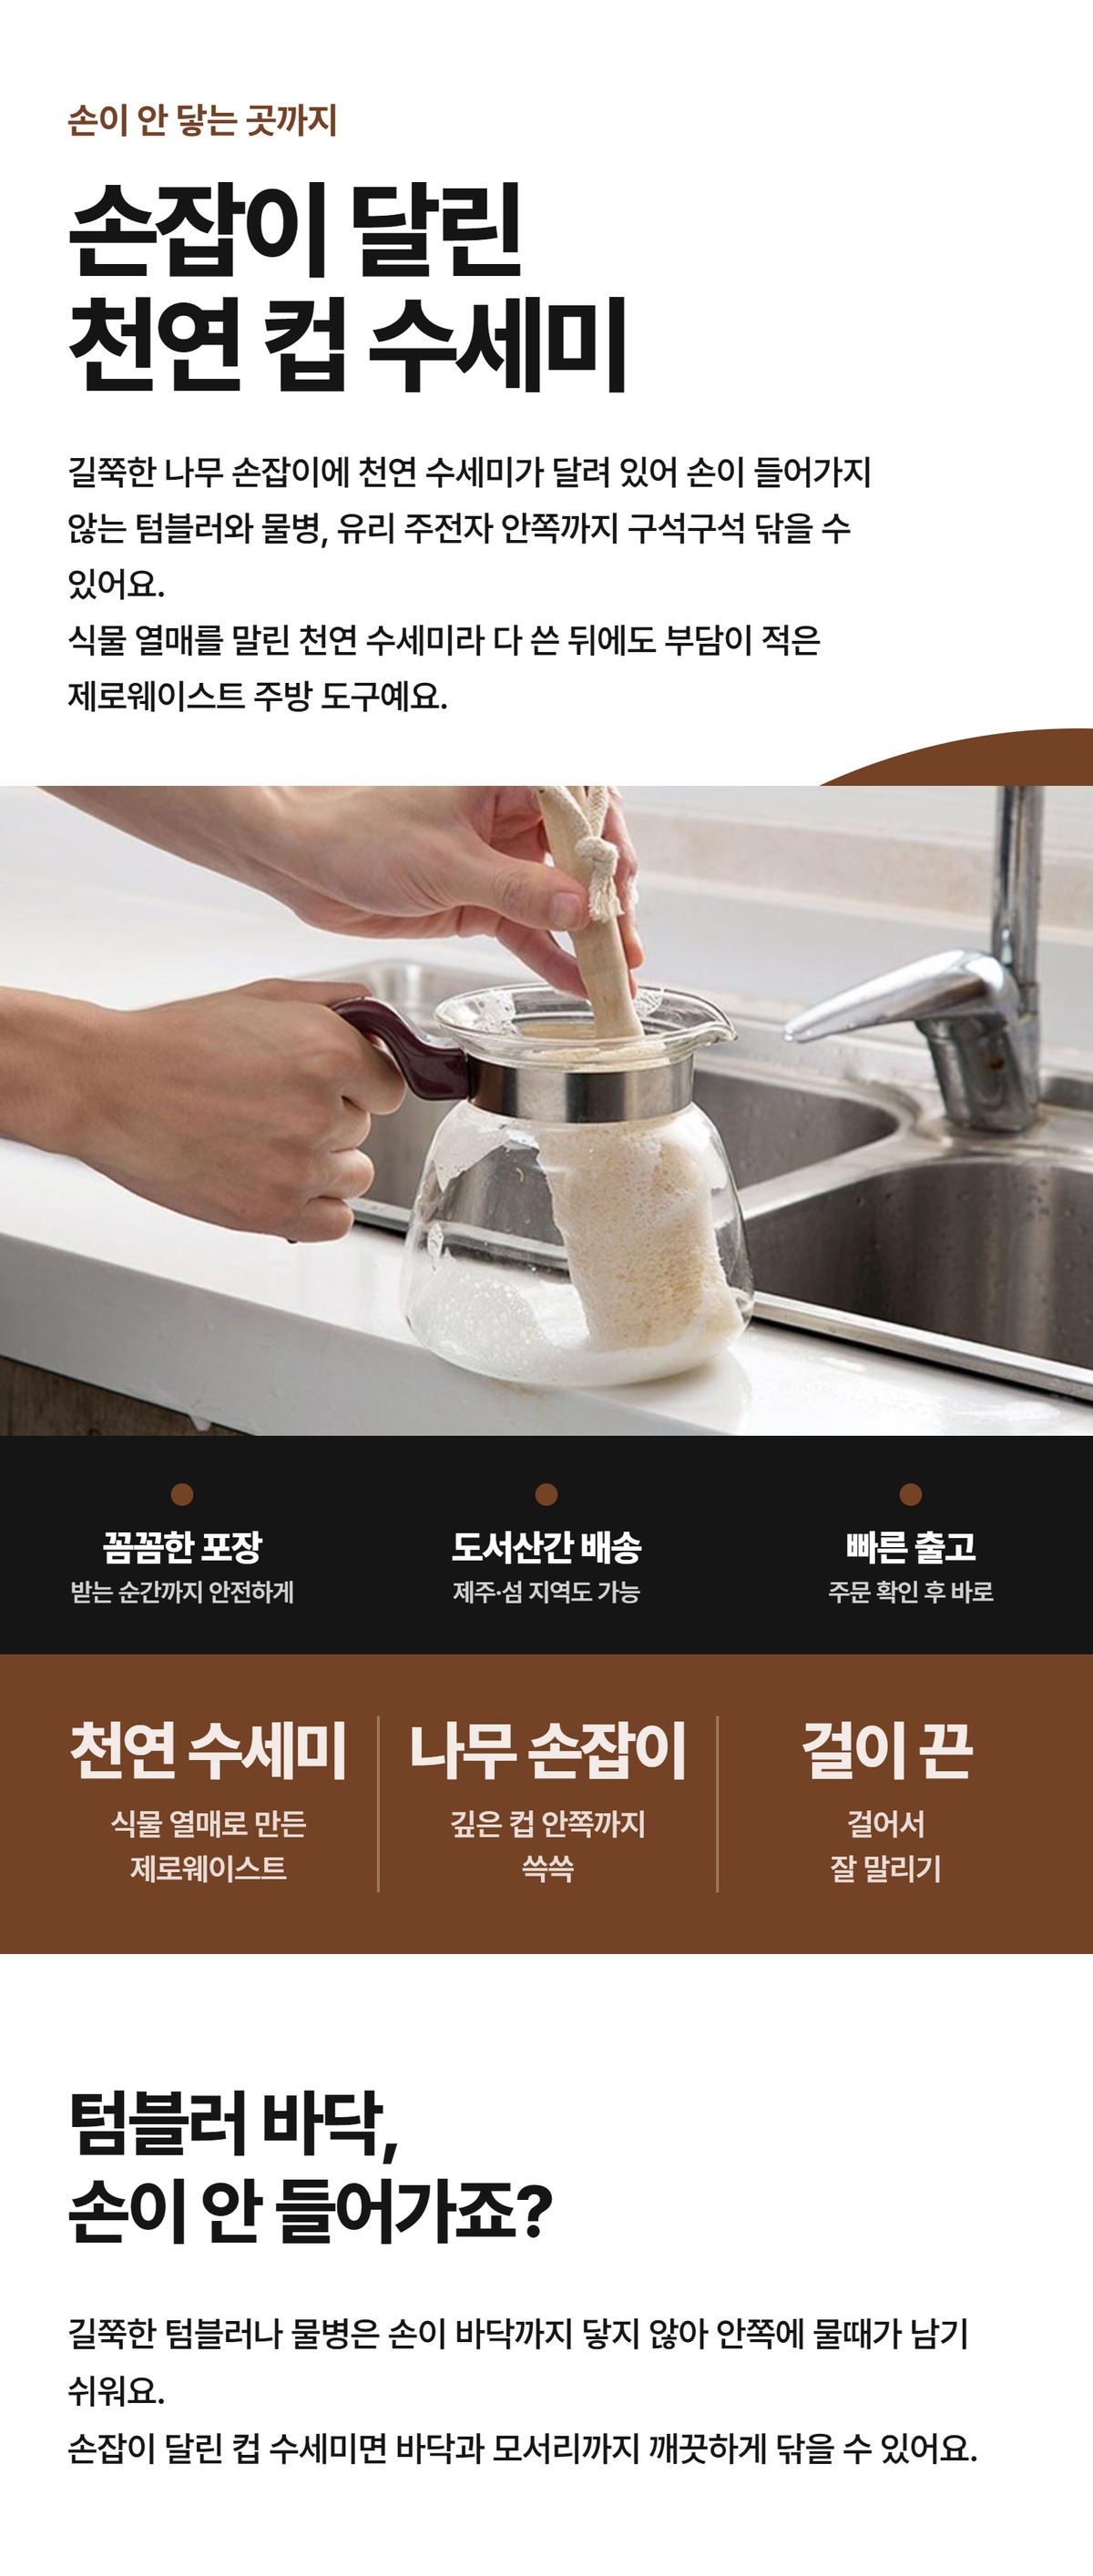 손이 안 닿는 곳까지
손잡이 달린
천연 컵 수세미
길쭉한 나무 손잡이에 천연 수세미가 달려 있어 손이 들어가지
않는 텀블러와 물병, 유리 주전자 안쪽까지 구석구석 닦을 수
있어요.
식물 열매를 말린 천연 수세미라 다 쓴 뒤에도 부담이 적은
제로웨이스트 주방 도구예요.
꼼꼼한 포장
받는 순간까지 안전하게
도서산간 배송
제주·섬 지역도 가능
빠른 출고
주문 확인 후 바로
천연 수세미
식물 열매로 만든
제로웨이스트
나무 손잡이
깊은 컵 안쪽까지
쓱쓱
걸이 끈
걸어서
잘 말리기
텀블러 바닥,
손이 안 들어가죠?
길쭉한 텀블러나 물병은 손이 바닥까지 닿지 않아 안쪽에 물때가 남기
쉬워요.
손잡이 달린 컵 수세미면 바닥과 모서리까지 깨끗하게 닦을 수 있어요.